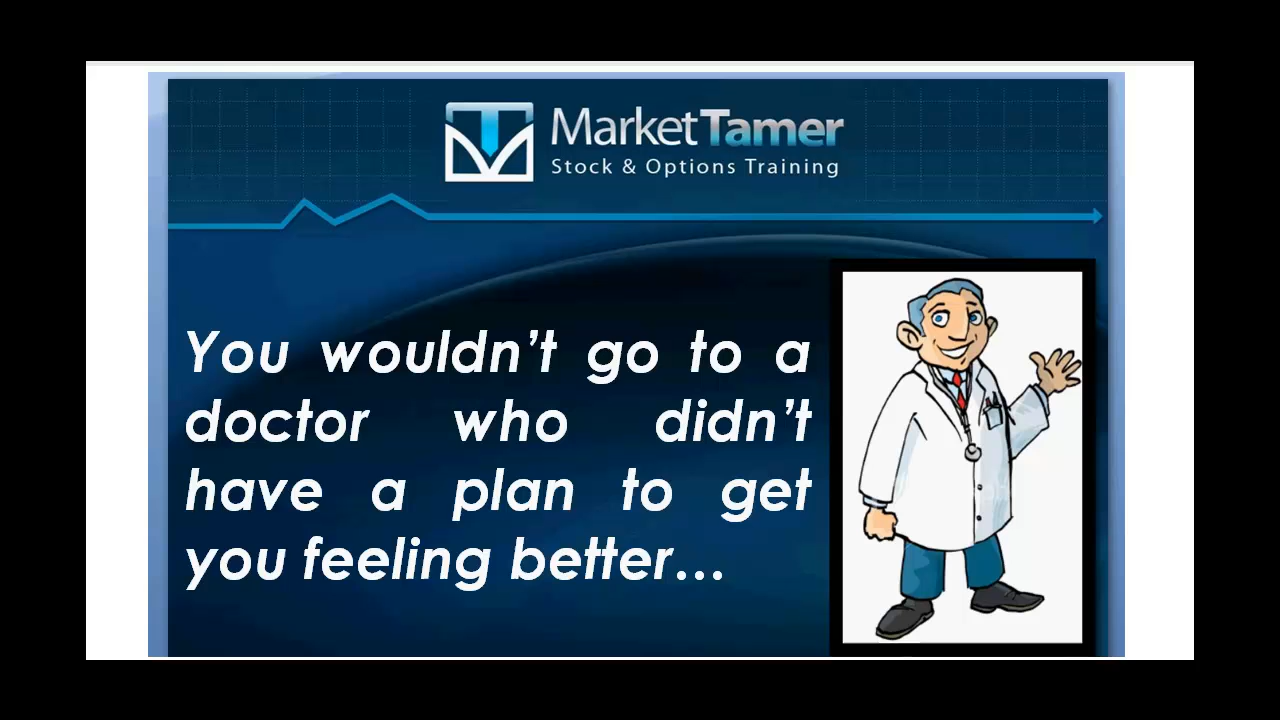 MarketTamer
Stock & Options Training
You wouldn't go to a
doctor who didn't
have a plan to get
you feeling better...